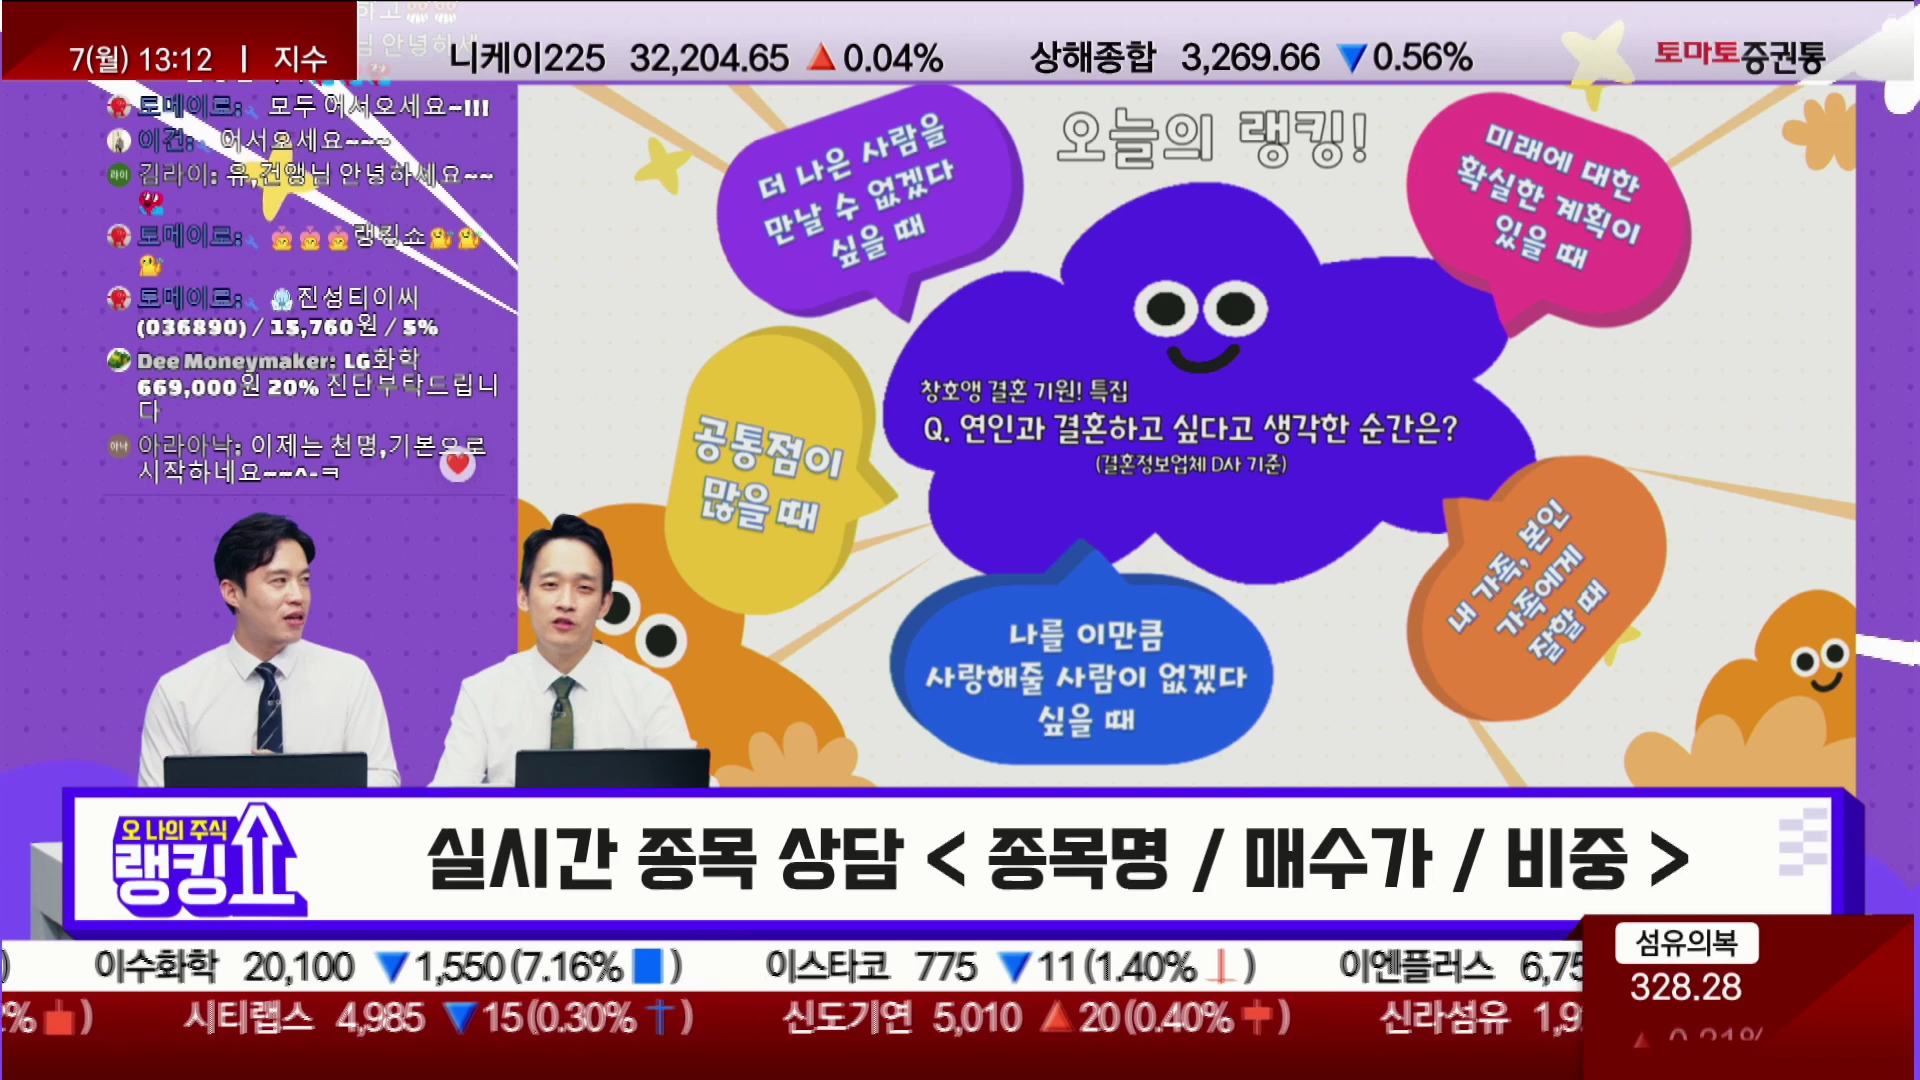 7(월) 13:12 | 지수
니케이225 32,204.65 ▲0.04% 상해종합 3,269.66 ▼0.56%
토마토증권통
토메이토: 모두 어서오세요~!!!
이건: 어서오세요~~~
라이 김라이: 유,건앵님 안녕하세요~~
토메이토: 랭킹쇼
토메이토: 진성티이씨
(036890) / 15,760원 / 5%
Dee Moneymaker: LG화학
669,000원 20% 진단부탁드립니
다
아나 아라아낙: 이제는 천명,기본으로
시작하네요~~^-ㅋ
오늘의 랭킹!
더 나은 사람을
만날 수 없겠다
싶을 때
미래에 대한
확실한 계획이
있을 때
공통점이
많을 때
창호앵 결혼 기원! 특집
Q. 연인과 결혼하고 싶다고 생각한 순간은?
(결혼정보업체 D사 기준)
내 가족, 본인
가족에게
잘할 때
나를 이만큼
사랑해줄 사람이 없겠다
싶을 때
오 나의 주식
랭킹쇼
실시간 종목 상담 < 종목명 / 매수가 / 비중 >
) 이수화학 20,100 ▼1,550(7.16% ) 이스타코 775 ▼11(1.40% ) 이엔플러스 6,75
% ) 시티랩스 4,985 ▼15(0.30% ) 신도기연 5,010 ▲20(0.40% ) 신라섬유 1,9
섬유의복
328.28
▲ 0.21%